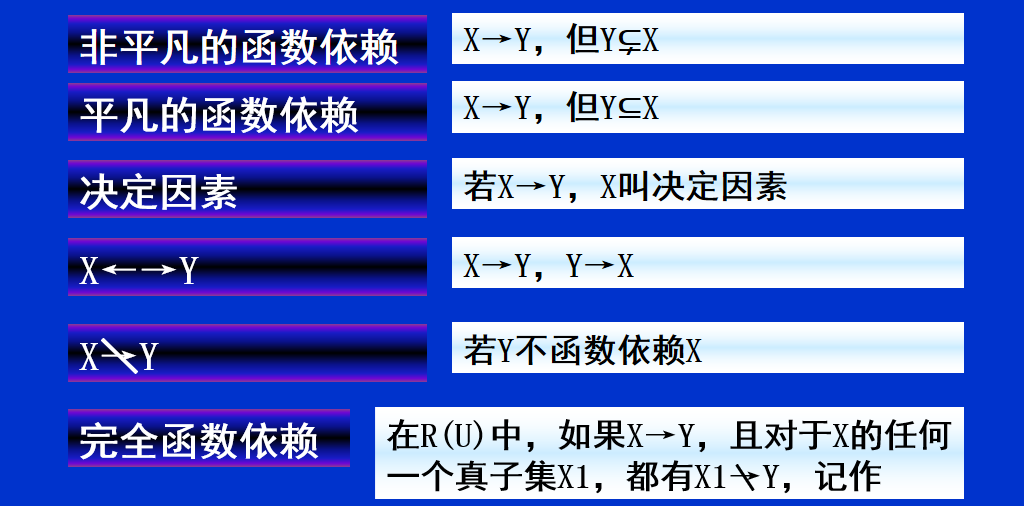 非平凡的函数依赖
X→Y，但Y⊊X
平凡的函数依赖
X→Y，但Y⊆X
决定因素
若X→Y，X叫决定因素
X←→Y
X→Y，Y→X
X↛Y
若Y不函数依赖X
完全函数依赖
在R(U)中，如果X→Y，且对于X的任何
一个真子集X1，都有X1↛Y，记作